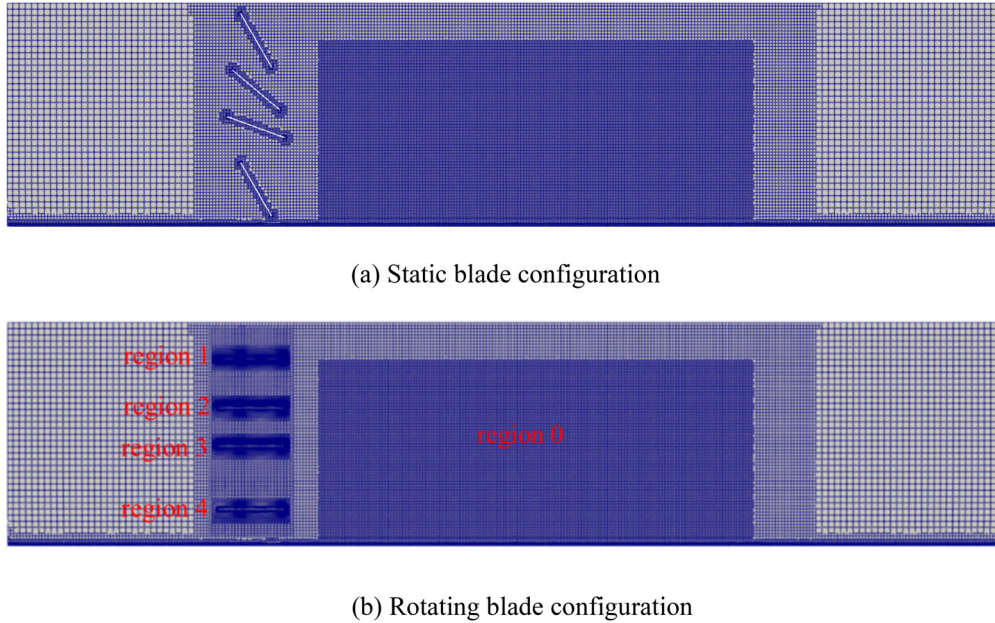 (a) Static blade configuration
region 1
region 2
region 3
region 4
region 0
(b) Rotating blade configuration